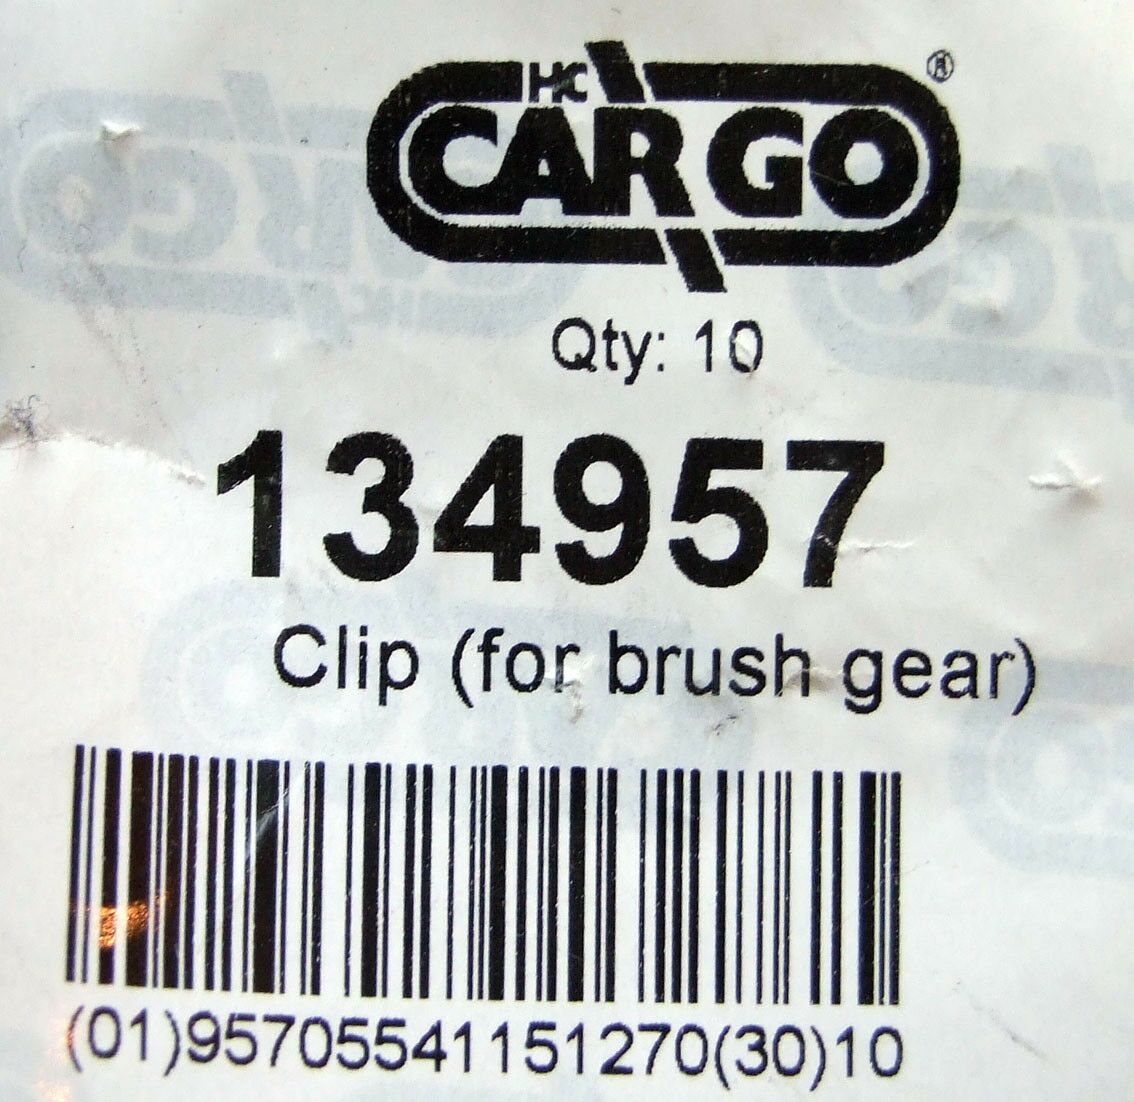 HC
CARGO ®
Qty: 10
134957
Clip (for brush gear)
(01)95705541151270(30)10